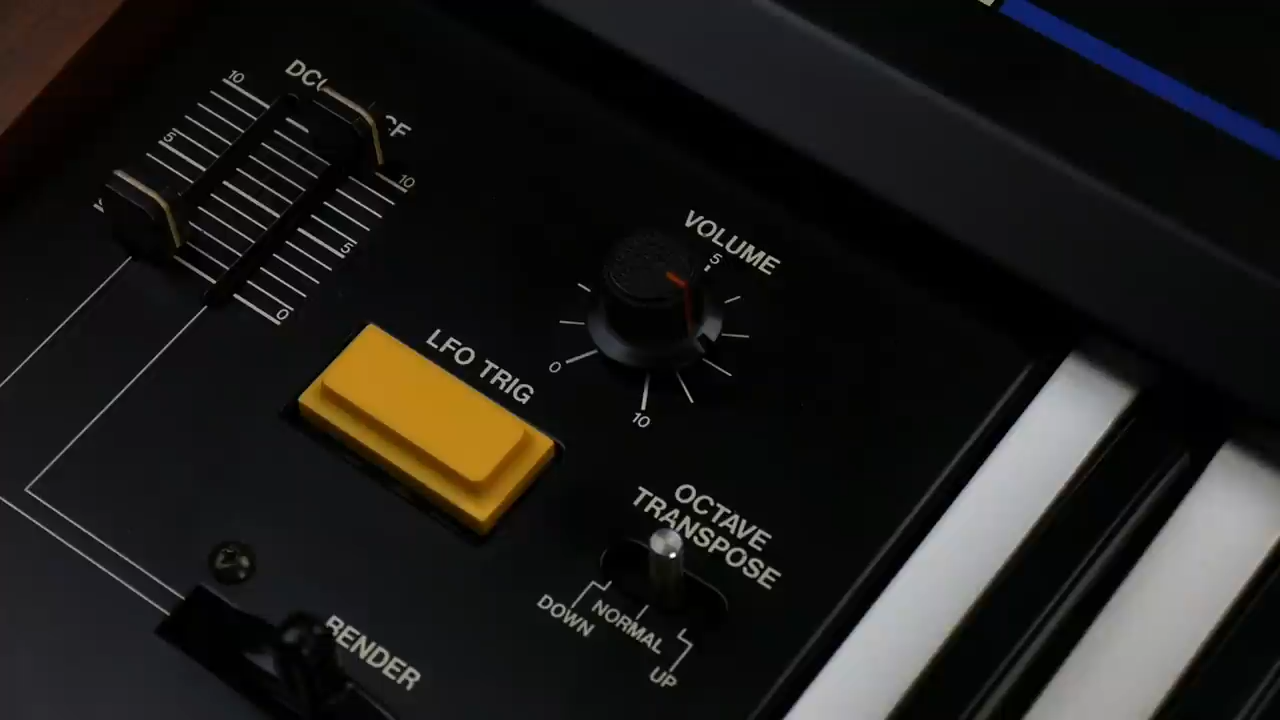 10
5
10
5
0
VOLUME
5
0
10
LFO TRIG
OCTAVE
TRANSPOSE
DOWN
NORMAL
UP
BENDER